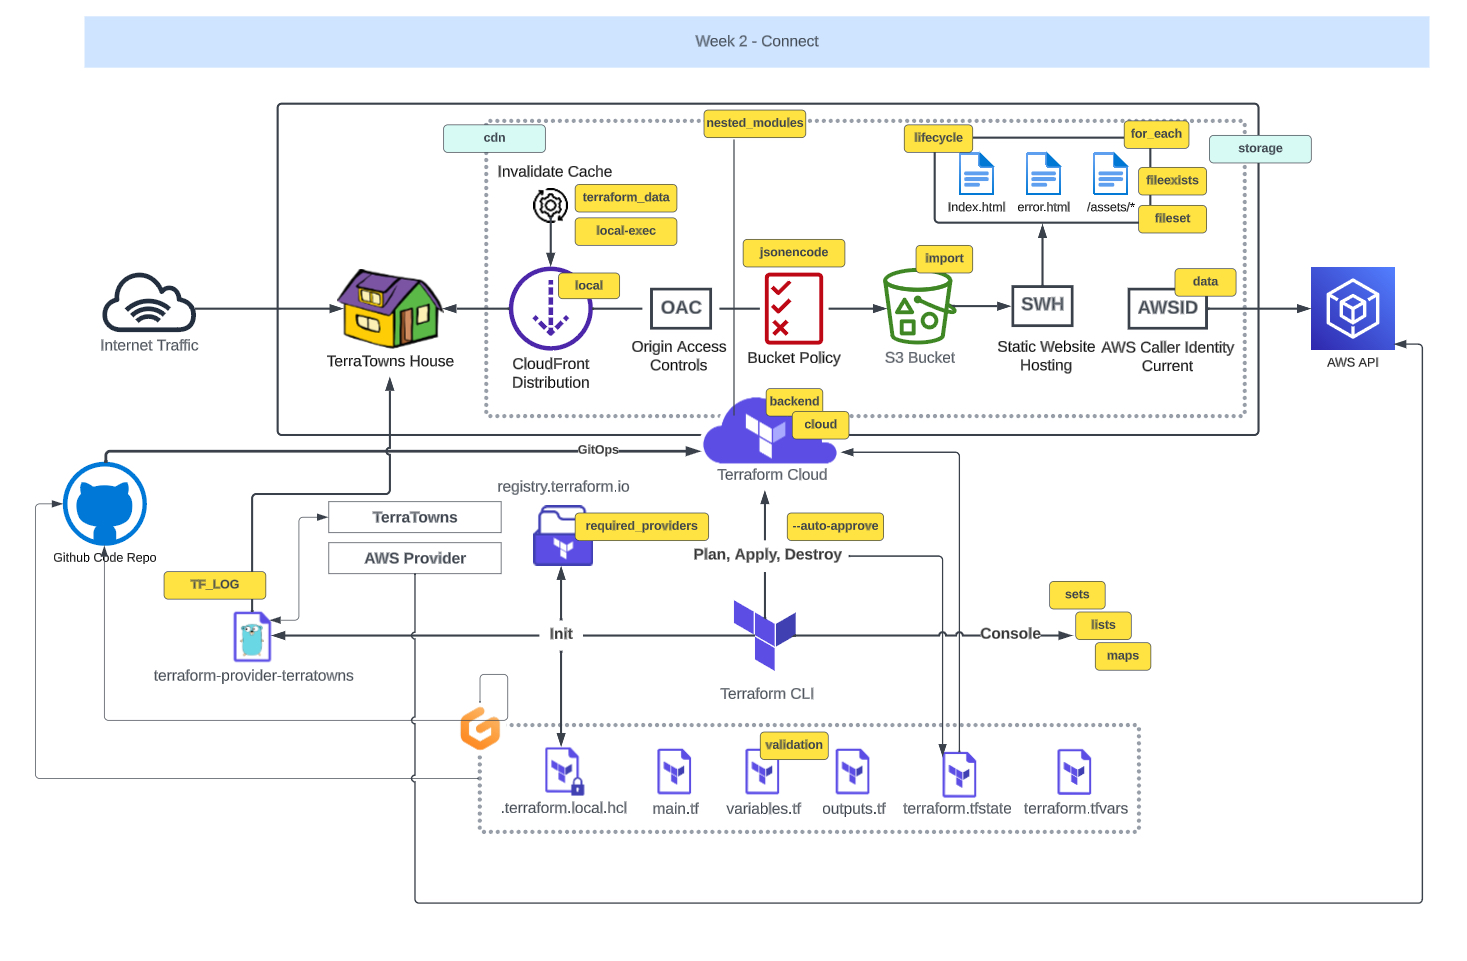 Week 2 - Connect
cdn
nested_modules
lifecycle
for_each
storage
Invalidate Cache
terraform_data
local-exec
fileexists
fileset
Index.html
error.html
/assets/*
jsonencode
import
local
data
OAC
SWH
AWSID
Internet Traffic
TerraTowns House
CloudFront
Distribution
Origin Access
Controls
Bucket Policy
S3 Bucket
Static Website
Hosting
AWS Caller Identity
Current
AWS API
backend
cloud
GitOps
Terraform Cloud
registry.terraform.io
TerraTowns
AWS Provider
required_providers
--auto-approve
Plan, Apply, Destroy
Github Code Repo
TF_LOG
Init
Console
sets
lists
maps
terraform-provider-terratowns
Terraform CLI
validation
.terraform.local.hcl
main.tf
variables.tf
outputs.tf
terraform.tfstate
terraform.tfvars